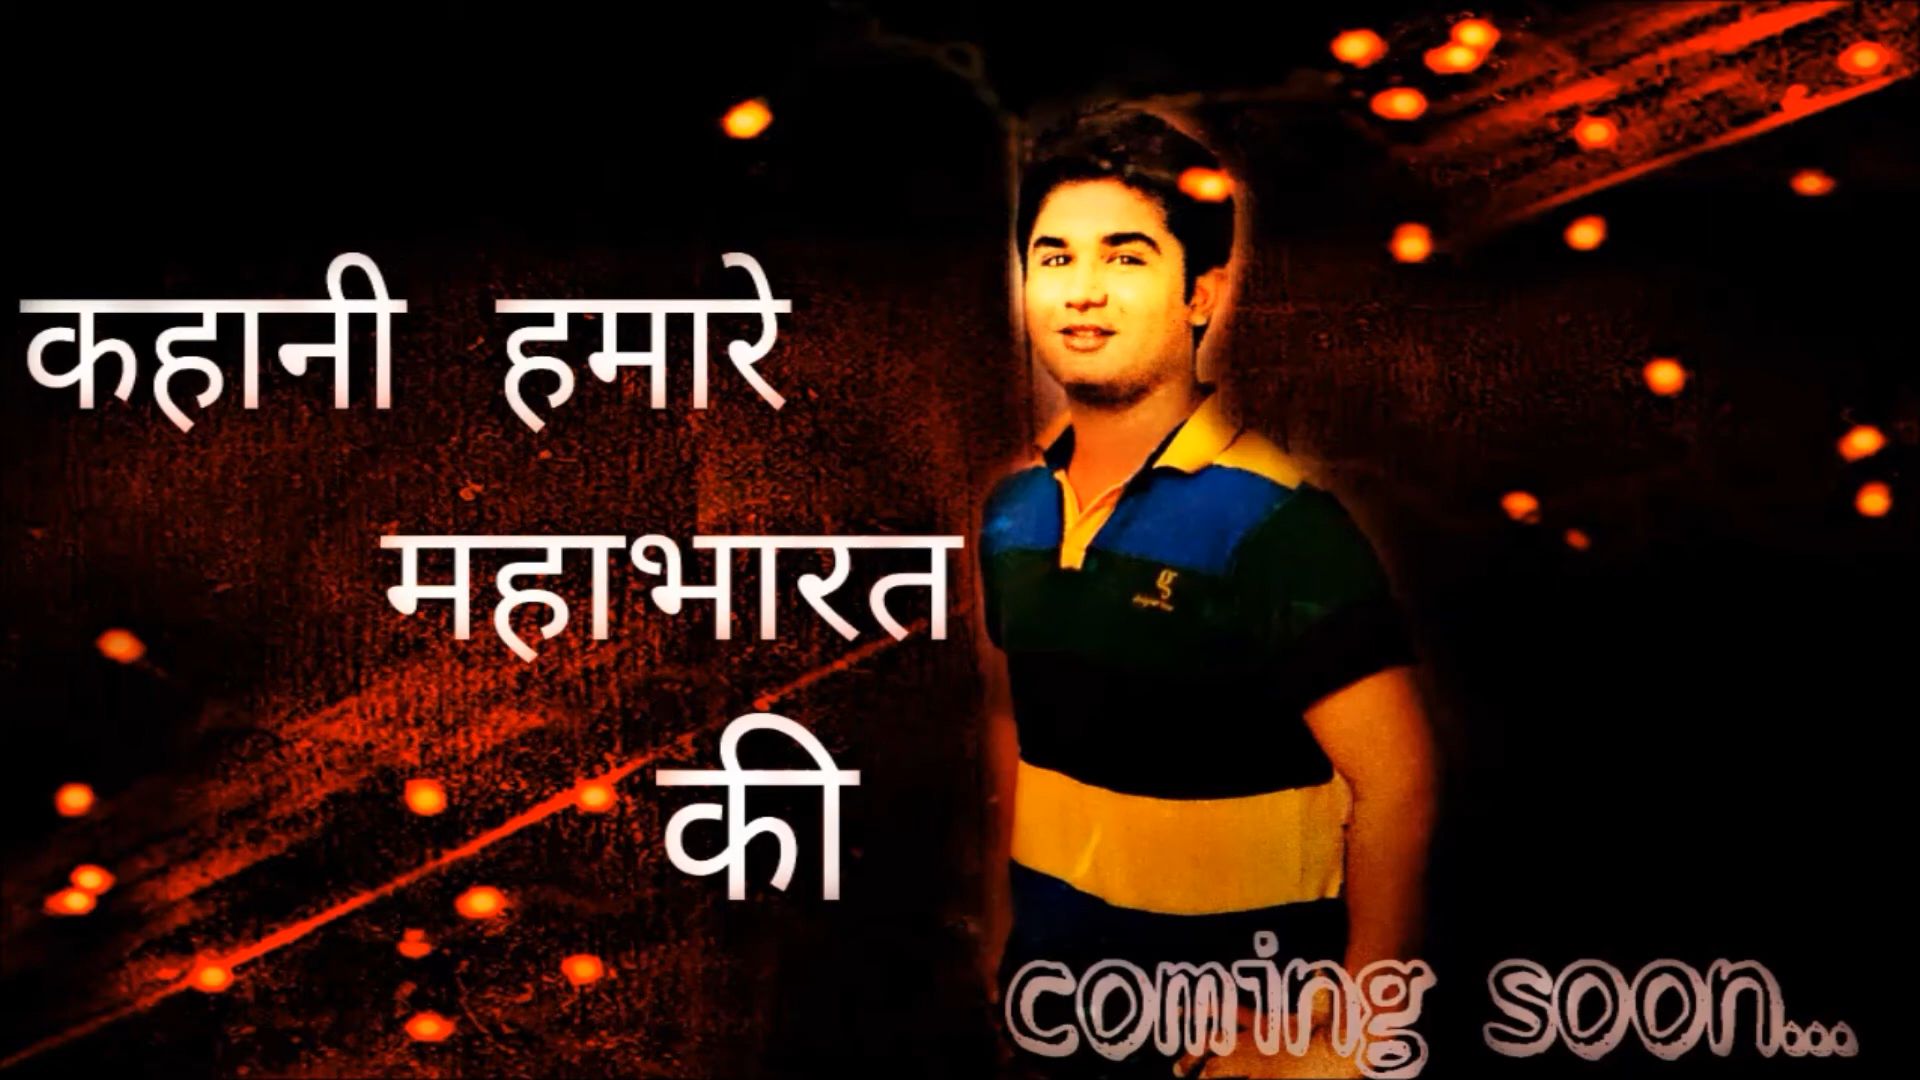 कहानी हमारे
महाभारत
की
g
coming soon...